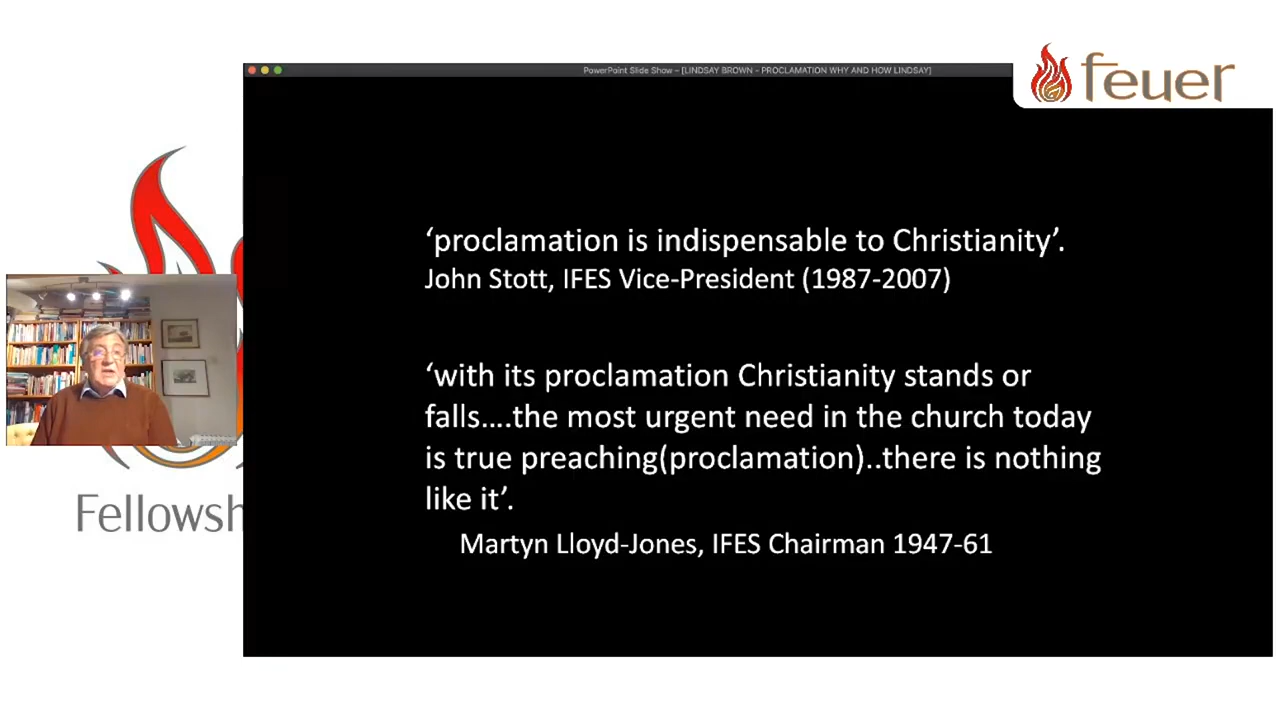 PowerPoint Slide Show - [LINDSAY BROWN - PROCLAMATION WHY AND HOW LINDSAY]
feuer
‘proclamation is indispensable to Christianity’.
John Stott, IFES Vice-President (1987-2007)
‘with its proclamation Christianity stands or
falls….the most urgent need in the church today
is true preaching(proclamation)..there is nothing
like it’.
Martyn Lloyd-Jones, IFES Chairman 1947-61
Fellowsh